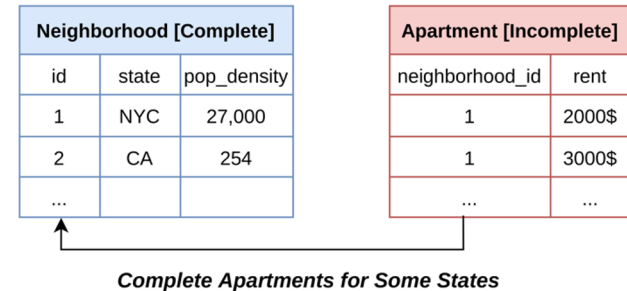 Neighborhood [Complete]
id state pop_density
1 NYC 27,000
2 CA 254
...
Apartment [Incomplete]
neighborhood_id rent
1 2000$
1 3000$
... ...
Complete Apartments for Some States